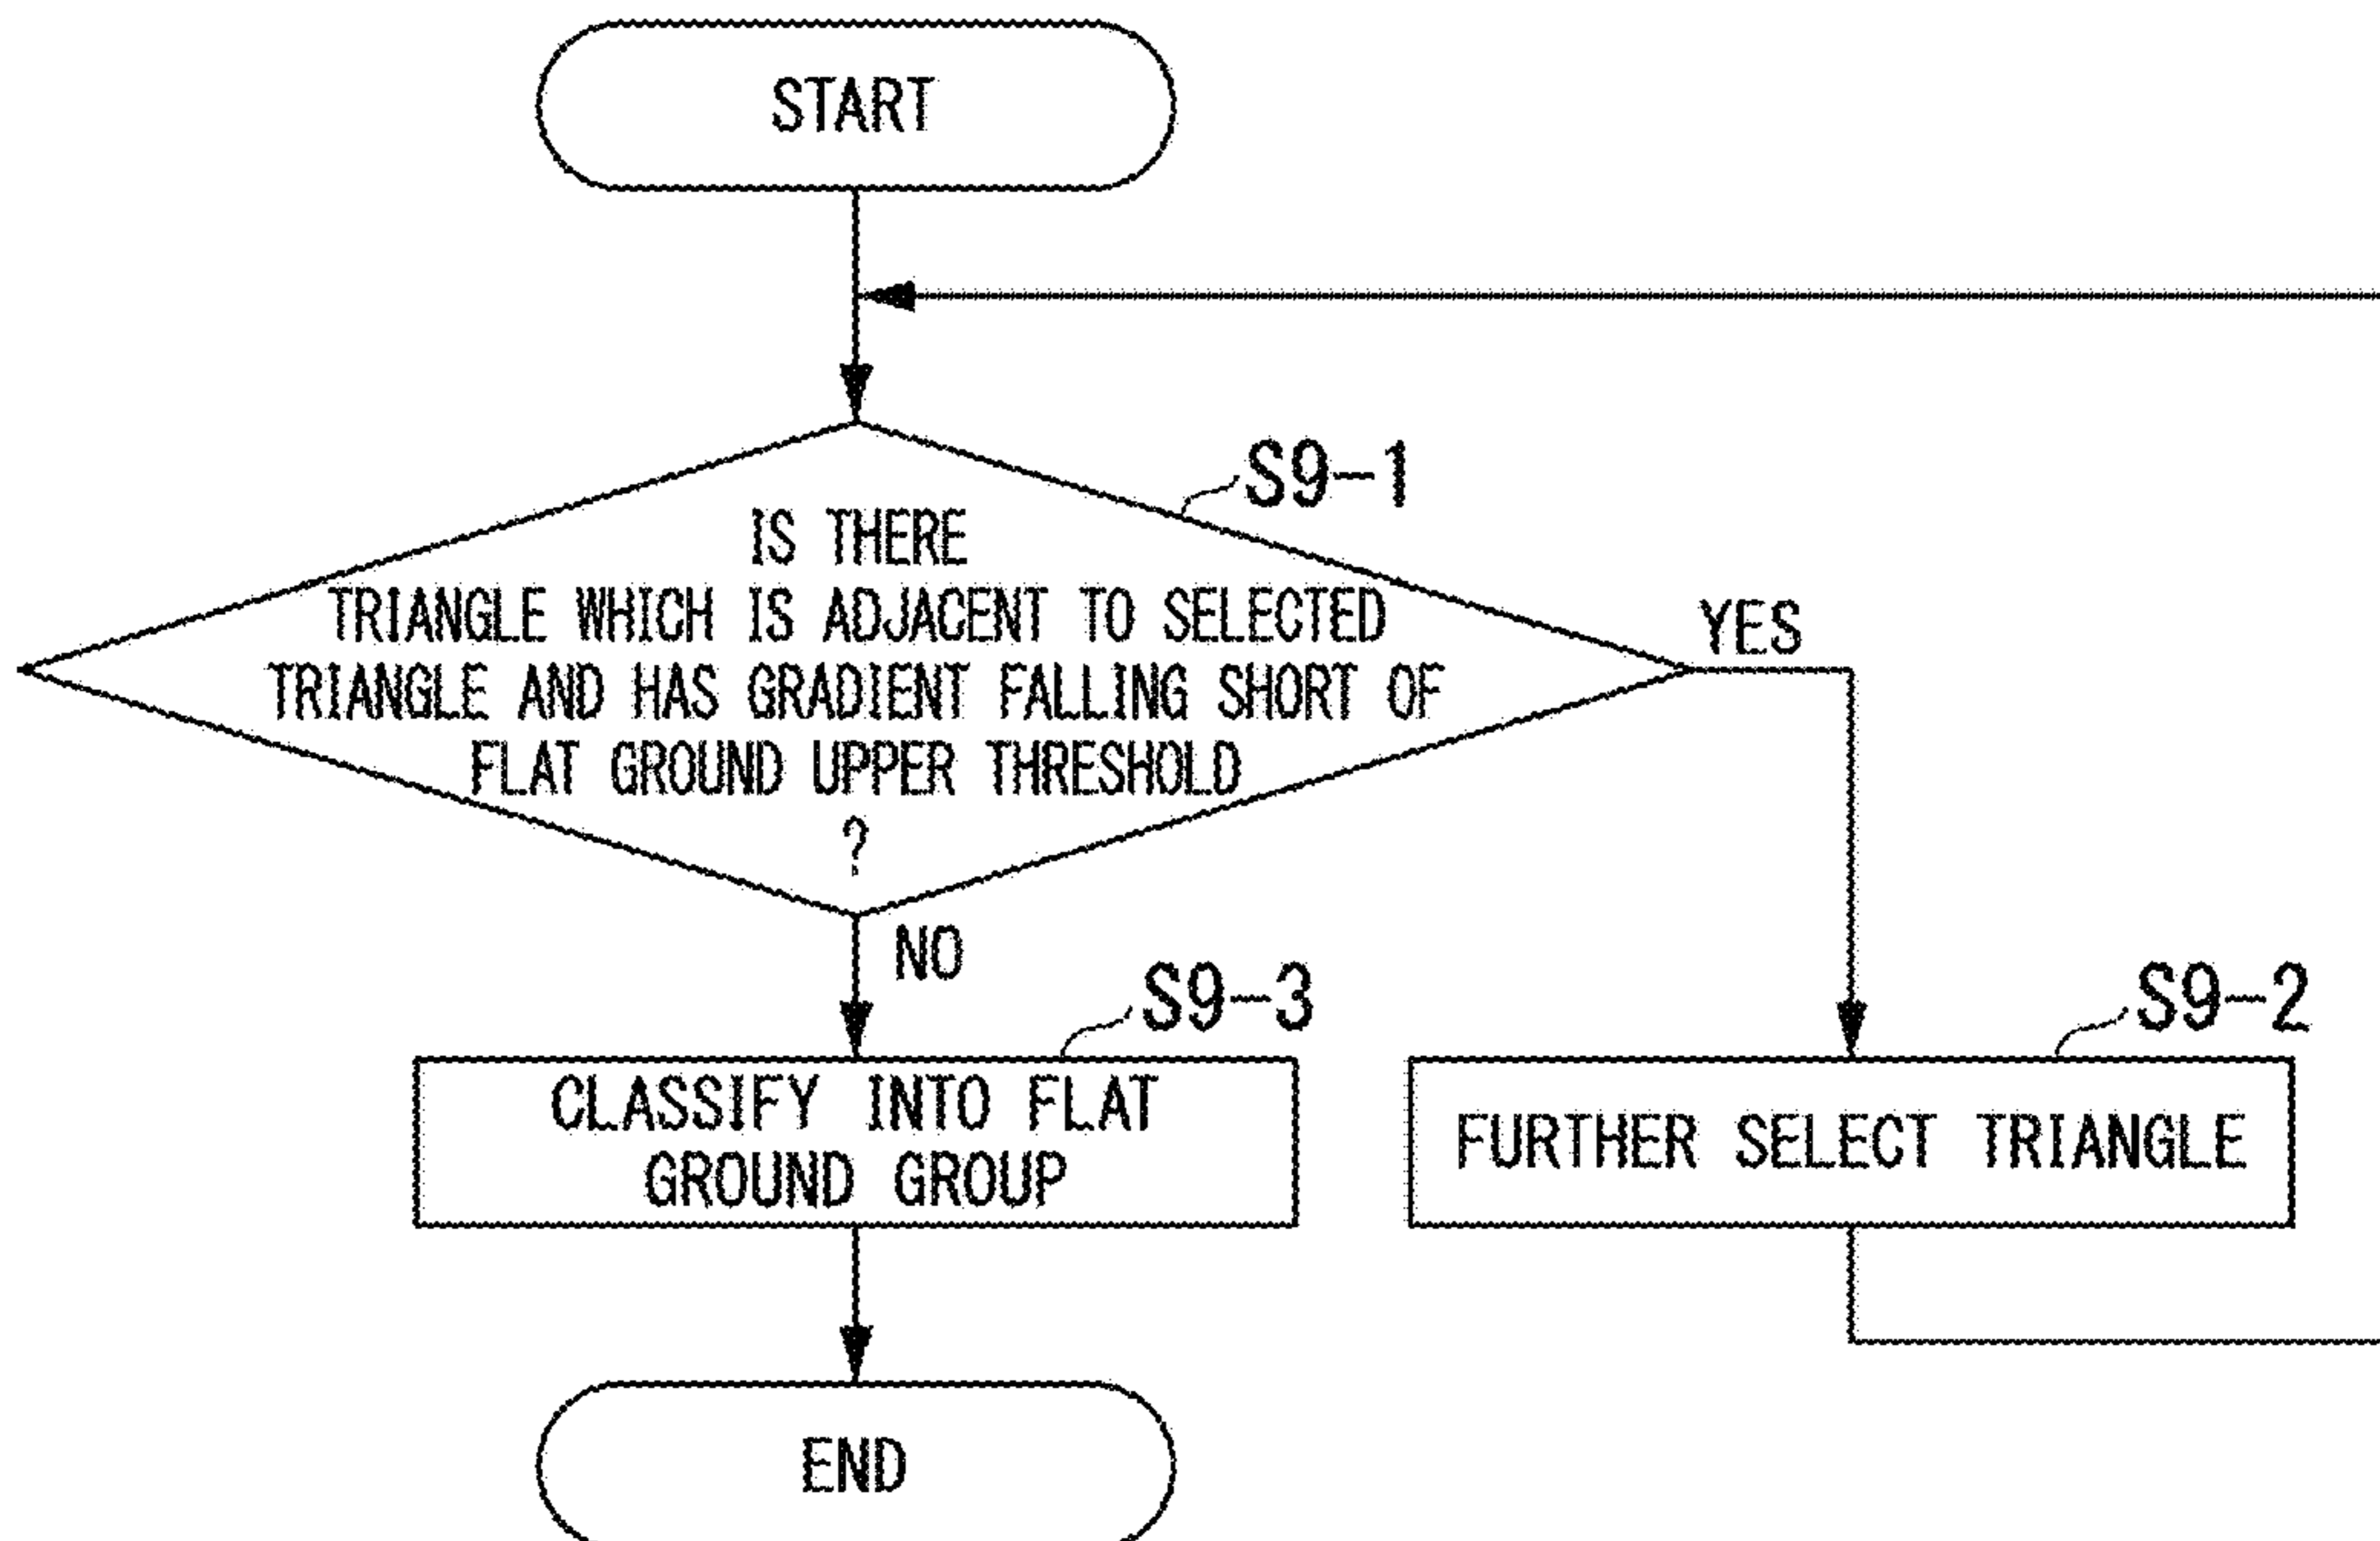 START
S9-1
IS THERE
TRIANGLE WHICH IS ADJACENT TO SELECTED
TRIANGLE AND HAS GRADIENT FALLING SHORT OF
FLAT GROUND UPPER THRESHOLD
?
YES
NO
S9-3
CLASSIFY INTO FLAT
GROUND GROUP
S9-2
FURTHER SELECT TRIANGLE
END